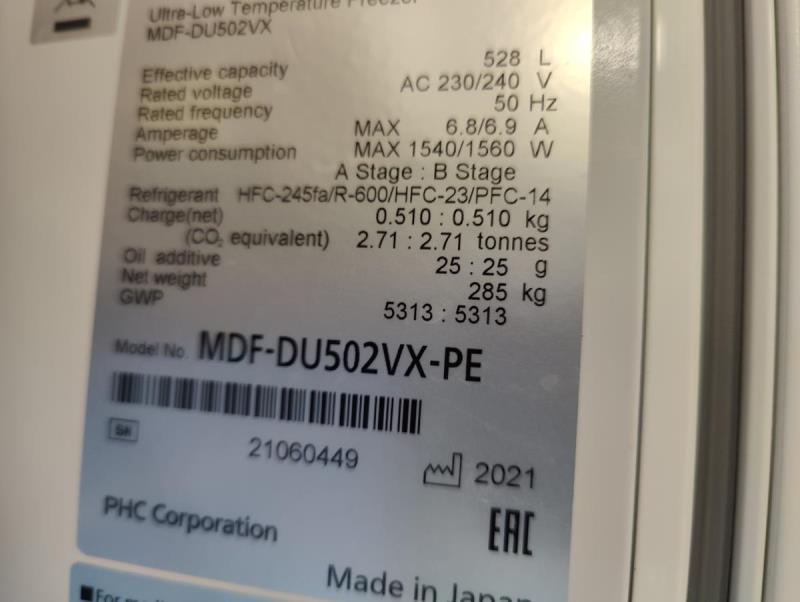 Ultra-Low Temperature Freezer
MDF-DU502VX
Effective capacity 528 L
Rated voltage AC 230/240 V
Rated frequency 50 Hz
Amperage MAX 6.8/6.9 A
Power consumption MAX 1540/1560 W
A Stage : B Stage
Refrigerant HFC-245fa/R-600/HFC-23/PFC-14
Charge(net) 0.510 : 0.510 kg
(CO₂ equivalent) 2.71 : 2.71 tonnes
Oil additive 25 : 25 g
Net weight 285 kg
GWP 5313 : 5313
Model No. MDF-DU502VX-PE
SN 21060449
2021
PHC Corporation
EAC
Made in Japan
■For